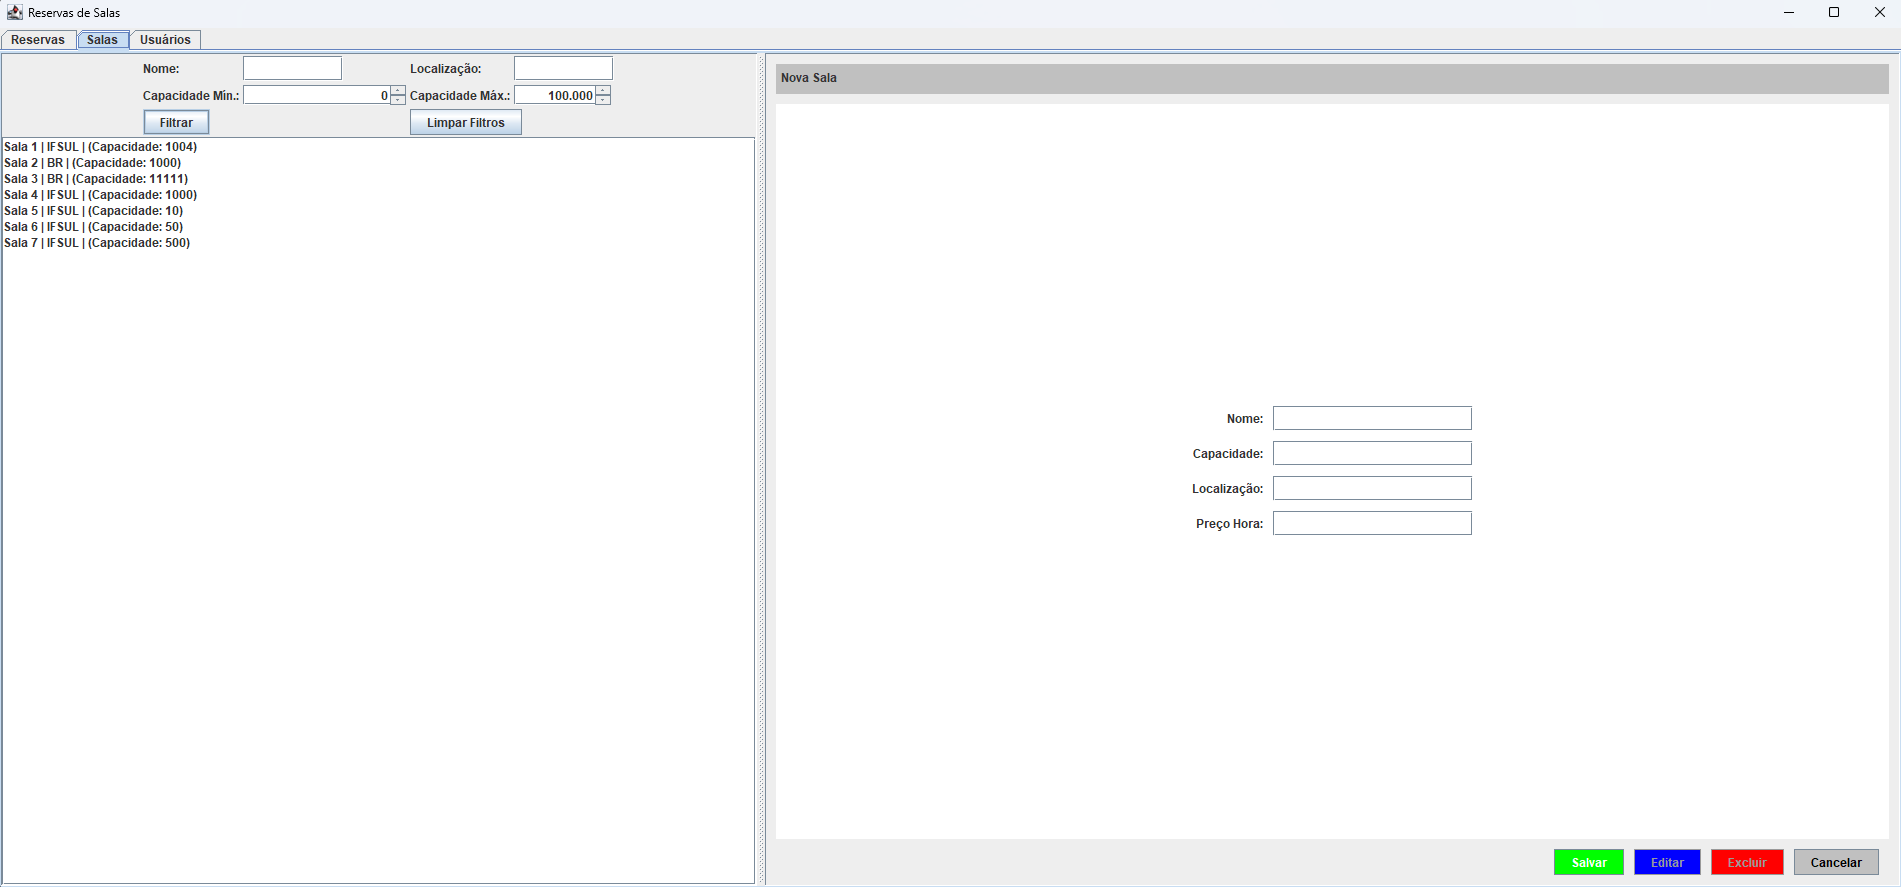 Reservas de Salas
Reservas Salas Usuários
Nome: Localização:
Capacidade Mín.: 0 Capacidade Máx.: 100.000
Filtrar Limpar Filtros
Sala 1 | IFSUL | (Capacidade: 1004)
Sala 2 | BR | (Capacidade: 1000)
Sala 3 | BR | (Capacidade: 11111)
Sala 4 | IFSUL | (Capacidade: 1000)
Sala 5 | IFSUL | (Capacidade: 10)
Sala 6 | IFSUL | (Capacidade: 50)
Sala 7 | IFSUL | (Capacidade: 500)
Nova Sala
Nome:
Capacidade:
Localização:
Preço Hora:
Salvar Editar Excluir Cancelar